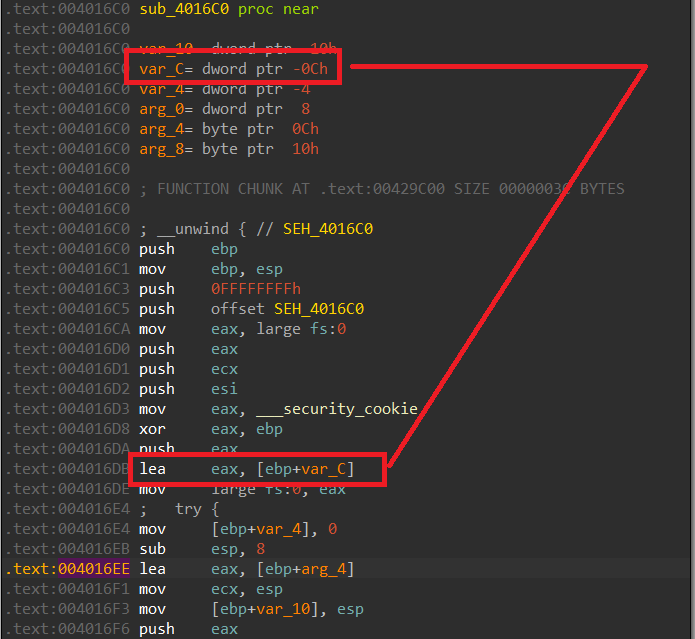 .text:004016C0 sub_4016C0 proc near
.text:004016C0
.text:004016C0 var_10= dword ptr -10h
.text:004016C0 var_C= dword ptr -0Ch
.text:004016C0 var_4= dword ptr -4
.text:004016C0 arg_0= dword ptr  8
.text:004016C0 arg_4= byte ptr  0Ch
.text:004016C0 arg_8= byte ptr  10h
.text:004016C0
.text:004016C0 ; FUNCTION CHUNK AT .text:00429C00 SIZE 0000003C BYTES
.text:004016C0
.text:004016C0 ; __unwind { // SEH_4016C0
.text:004016C0 push    ebp
.text:004016C1 mov     ebp, esp
.text:004016C3 push    0FFFFFFFFh
.text:004016C5 push    offset SEH_4016C0
.text:004016CA mov     eax, large fs:0
.text:004016D0 push    eax
.text:004016D1 push    ecx
.text:004016D2 push    esi
.text:004016D3 mov     eax, ___security_cookie
.text:004016D8 xor     eax, ebp
.text:004016DA push    eax
.text:004016DB lea     eax, [ebp+var_C]
.text:004016DE mov     large fs:0, eax
.text:004016E4 ;   try {
.text:004016E4 mov     [ebp+var_4], 0
.text:004016EB sub     esp, 8
.text:004016EE lea     eax, [ebp+arg_4]
.text:004016F1 mov     ecx, esp
.text:004016F3 mov     [ebp+var_10], esp
.text:004016F6 push    eax